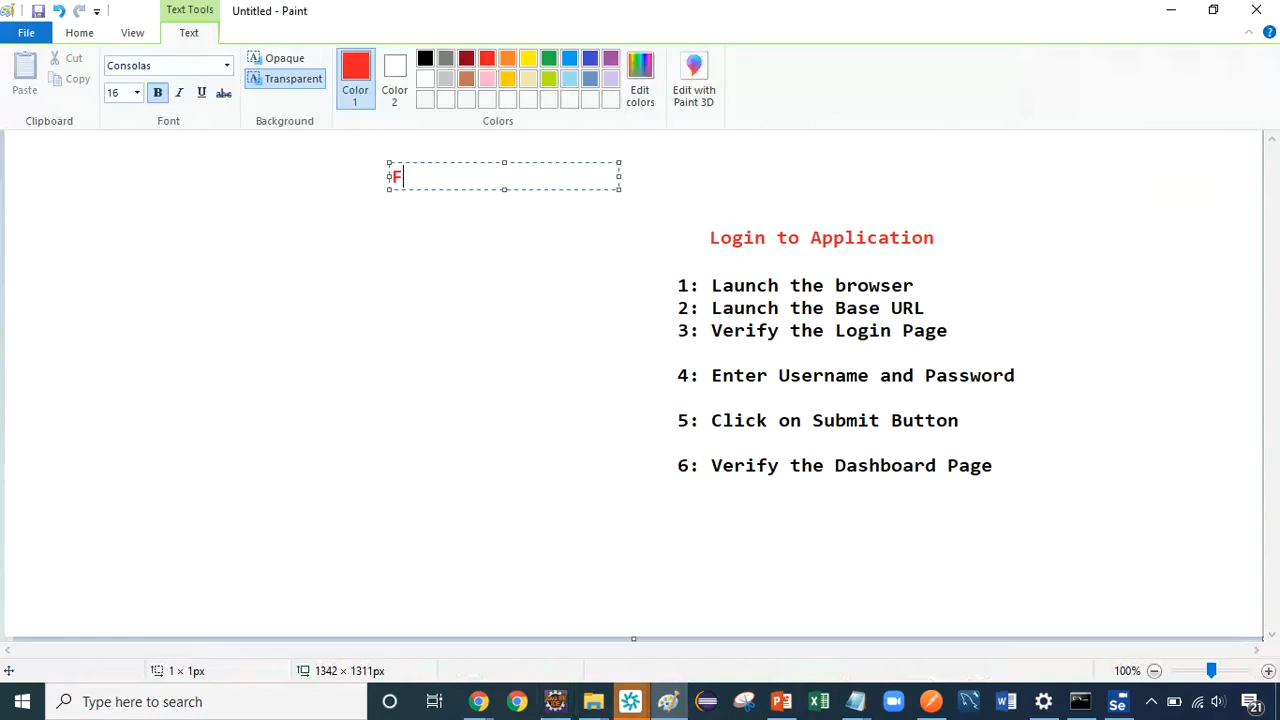 Text Tools
Untitled - Paint
File
Home
View
Text
Paste
Cut
Copy
Clipboard
Consolas
16
B
I
U
abc
Font
Opaque
Transparent
Background
Color 1
Color 2
Edit colors
Colors
Edit with Paint 3D
F
Login to Application
1: Launch the browser
2: Launch the Base URL
3: Verify the Login Page
4: Enter Username and Password
5: Click on Submit Button
6: Verify the Dashboard Page
1 × 1px
1342 × 1311px
100%
Type here to search
21